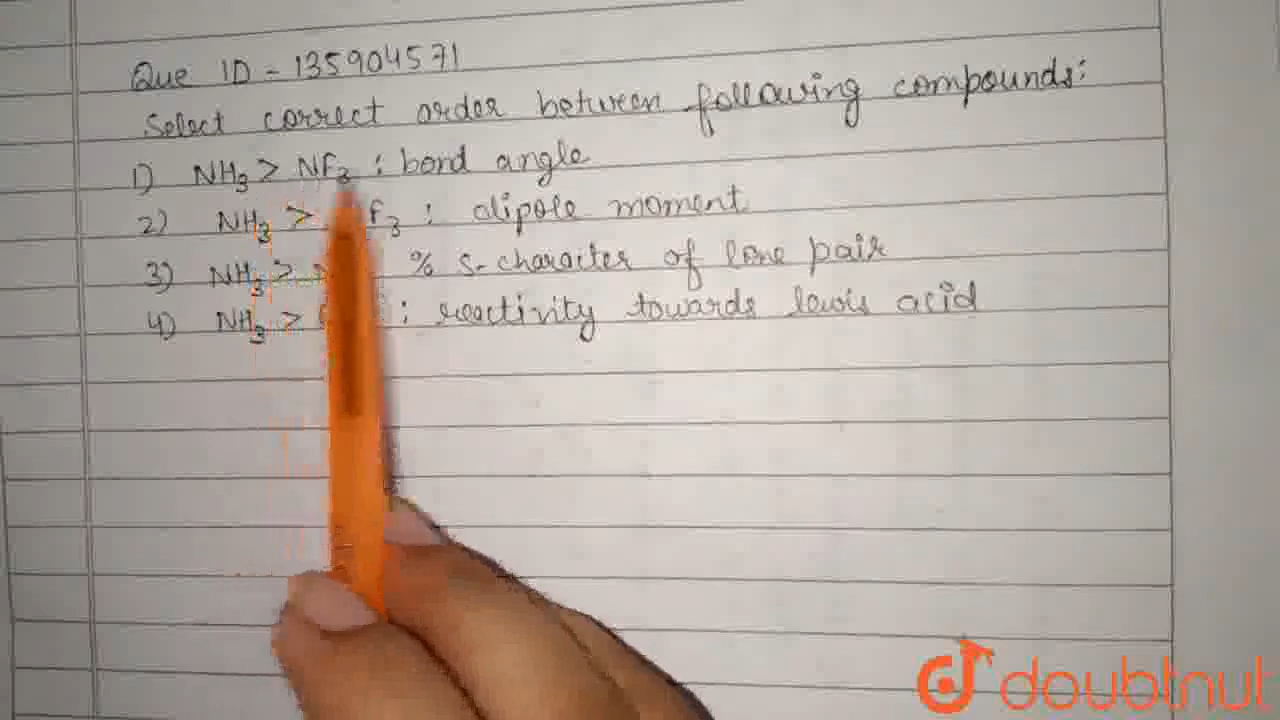 Que ID - 135904571
Select correct order between following compounds:
1) NH3 > NF3 : bond angle
2) NH3 > F3 : dipole moment
3) NH3 > % s-character of lone pair
4) NH3 > : reactivity towards lewis acid
doubtnut